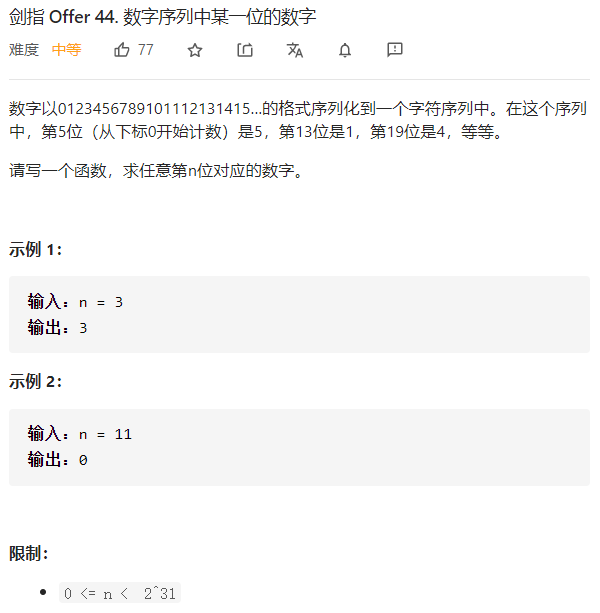 剑指 Offer 44. 数字序列中某一位的数字
难度 中等 77
数字以0123456789101112131415…的格式序列化到一个字符序列中。在这个序列
中，第5位（从下标0开始计数）是5，第13位是1，第19位是4，等等。
请写一个函数，求任意第n位对应的数字。
示例 1：
输入：n = 3
输出：3
示例 2：
输入：n = 11
输出：0
限制：
0 <= n < 2^31